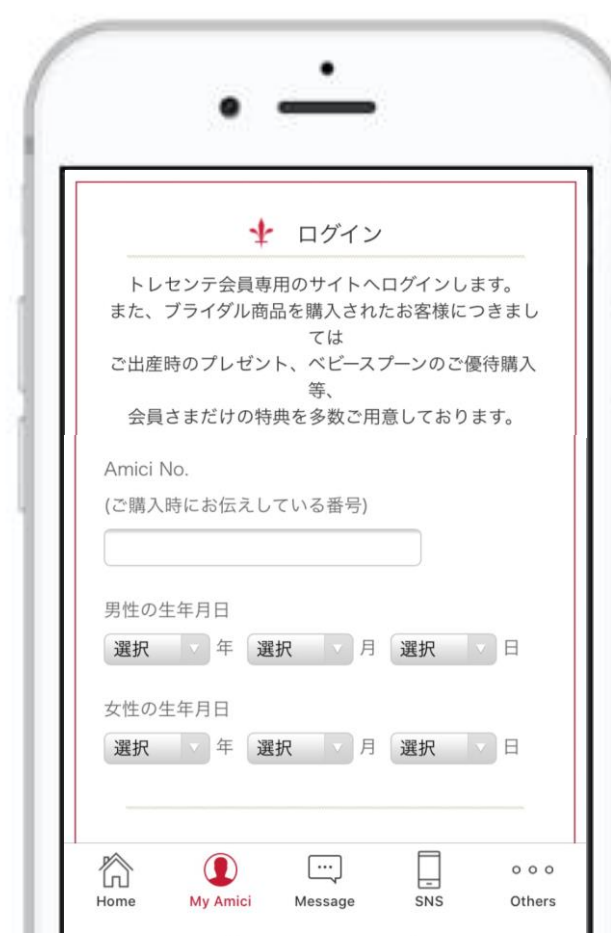 ログイン
トレセンテ会員専用のサイトへログインします。
また、ブライダル商品を購入されたお客様につきまし
ては
ご出産時のプレゼント、ベビースプーンのご優待購入
等、
会員さまだけの特典を多数ご用意しております。
Amici No.
(ご購入時にお伝えしている番号)
男性の生年月日
選択 年 選択 月 選択 日
女性の生年月日
選択 年 選択 月 選択 日
Home My Amici Message SNS Others